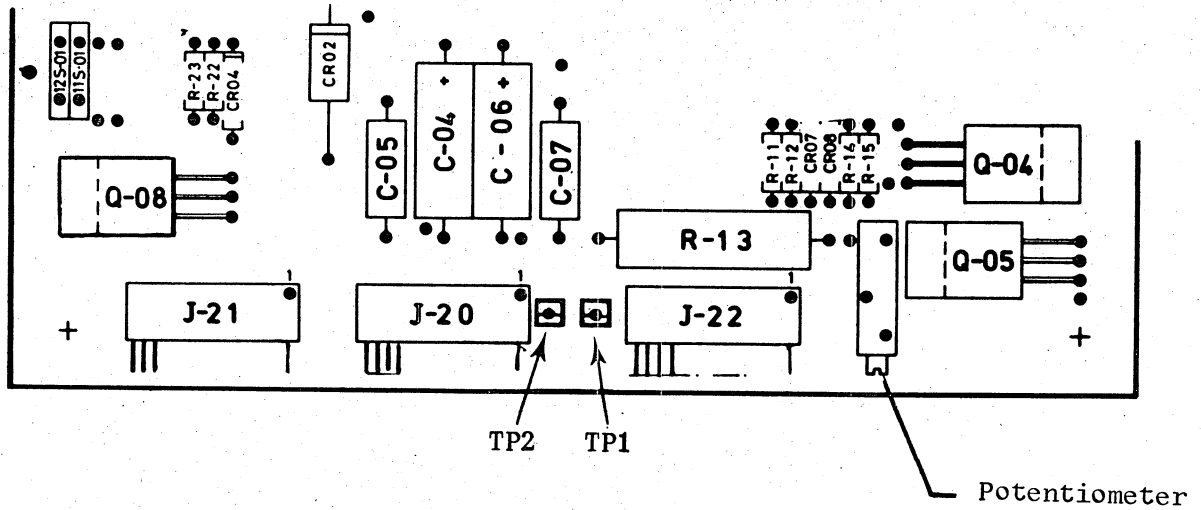 12S-01
11S-01
R-23
R-22
CR04
CR02
C-05
C-04 +
C-06 +
C-07
R-11
R-12
CR07
CR08
R-14
R-15
Q-04
Q-08
R-13
Q-05
1
J-21
1
J-20
1
J-22
+
+
TP2
TP1
Potentiometer